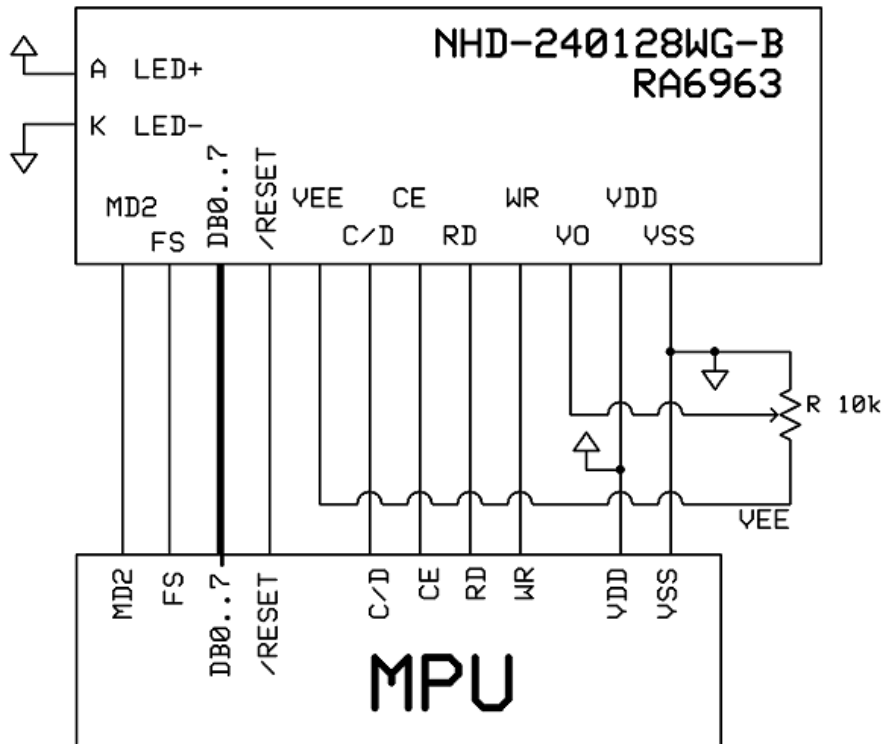 NHD-240128WG-B
RA6963
A LED+
K LED-
MD2
FS
DB0..7
/RESET
VEE
C/D
CE
RD
WR
VO
VDD
VSS
R 10k
VEE
MD2
FS
DB0..7
/RESET
C/D
CE
RD
WR
VDD
VSS
MPU